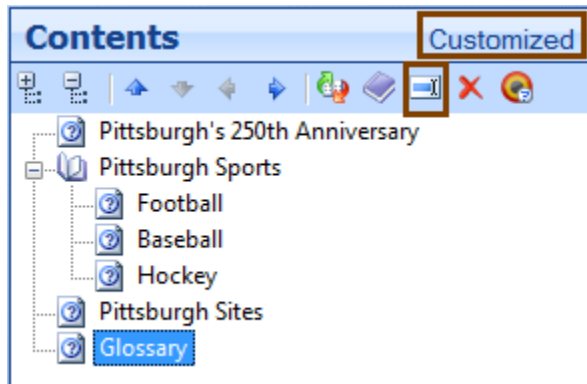 Contents Customized
Pittsburgh's 250th Anniversary
Pittsburgh Sports
Football
Baseball
Hockey
Pittsburgh Sites
Glossary